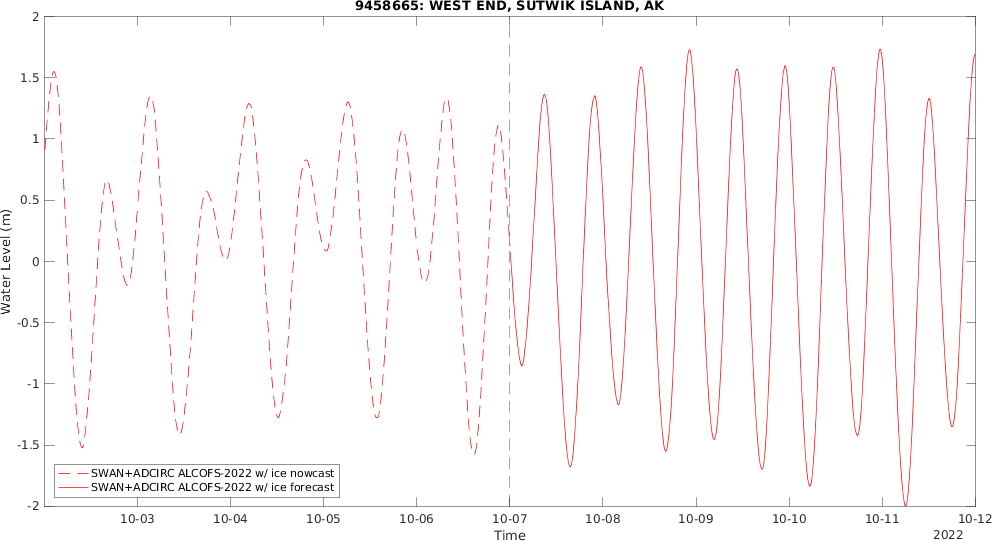 9458665: WEST END, SUTWIK ISLAND, AK
2
1.5
1
0.5
0
-0.5
-1
-1.5
-2
Water Level (m)
SWAN+ADCIRC ALCOFS-2022 w/ ice nowcast
SWAN+ADCIRC ALCOFS-2022 w/ ice forecast
10-03 10-04 10-05 10-06 10-07 10-08 10-09 10-10 10-11 10-12
Time
2022